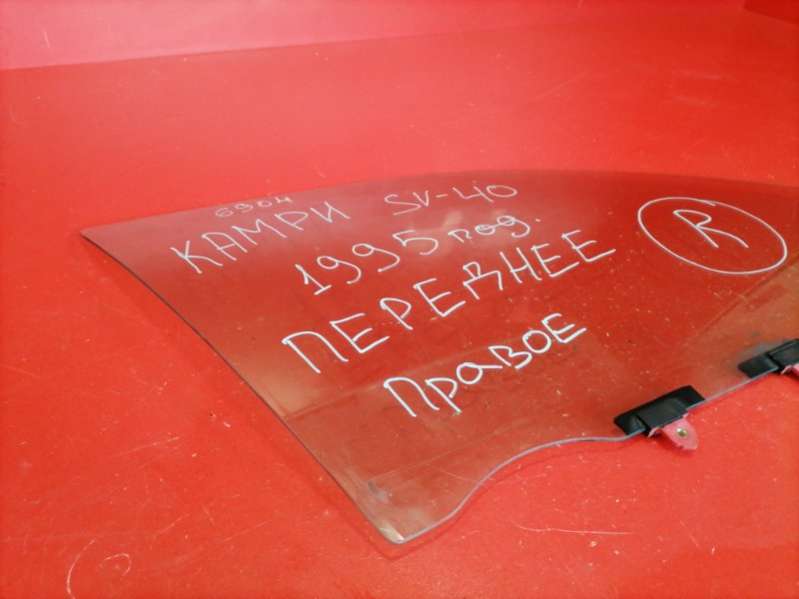 6904
КАМРИ SV-40
1995 год.
ПЕРЕДНЕЕ
R
ПРАВОЕ